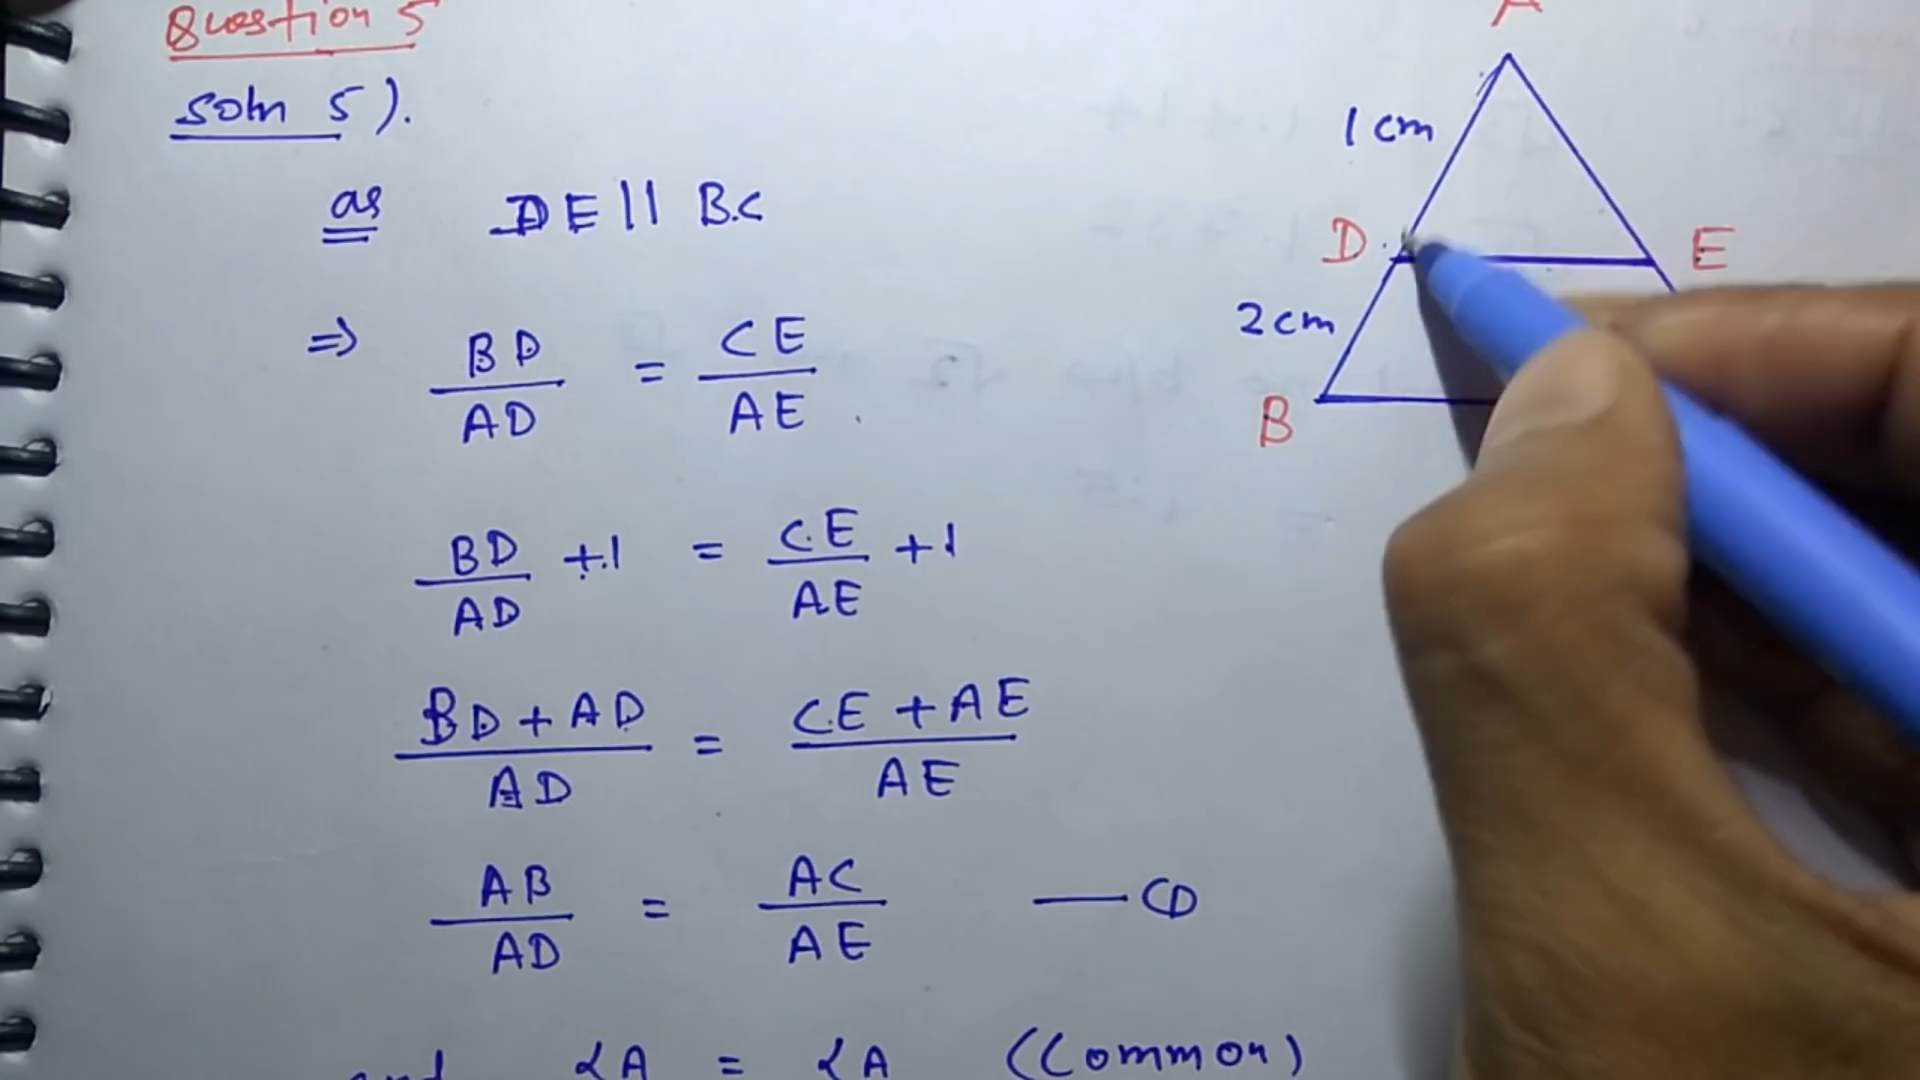 Question 5
Soln 5).
as DE || BC
⇒ BD/AD = CE/AE
BD/AD + 1 = CE/AE + 1
BD + AD/AD = CE + AE/AE
AB/AD = AC/AE — ①
and ∠A = ∠A (Common)
A
1 cm
D
E
2 cm
B